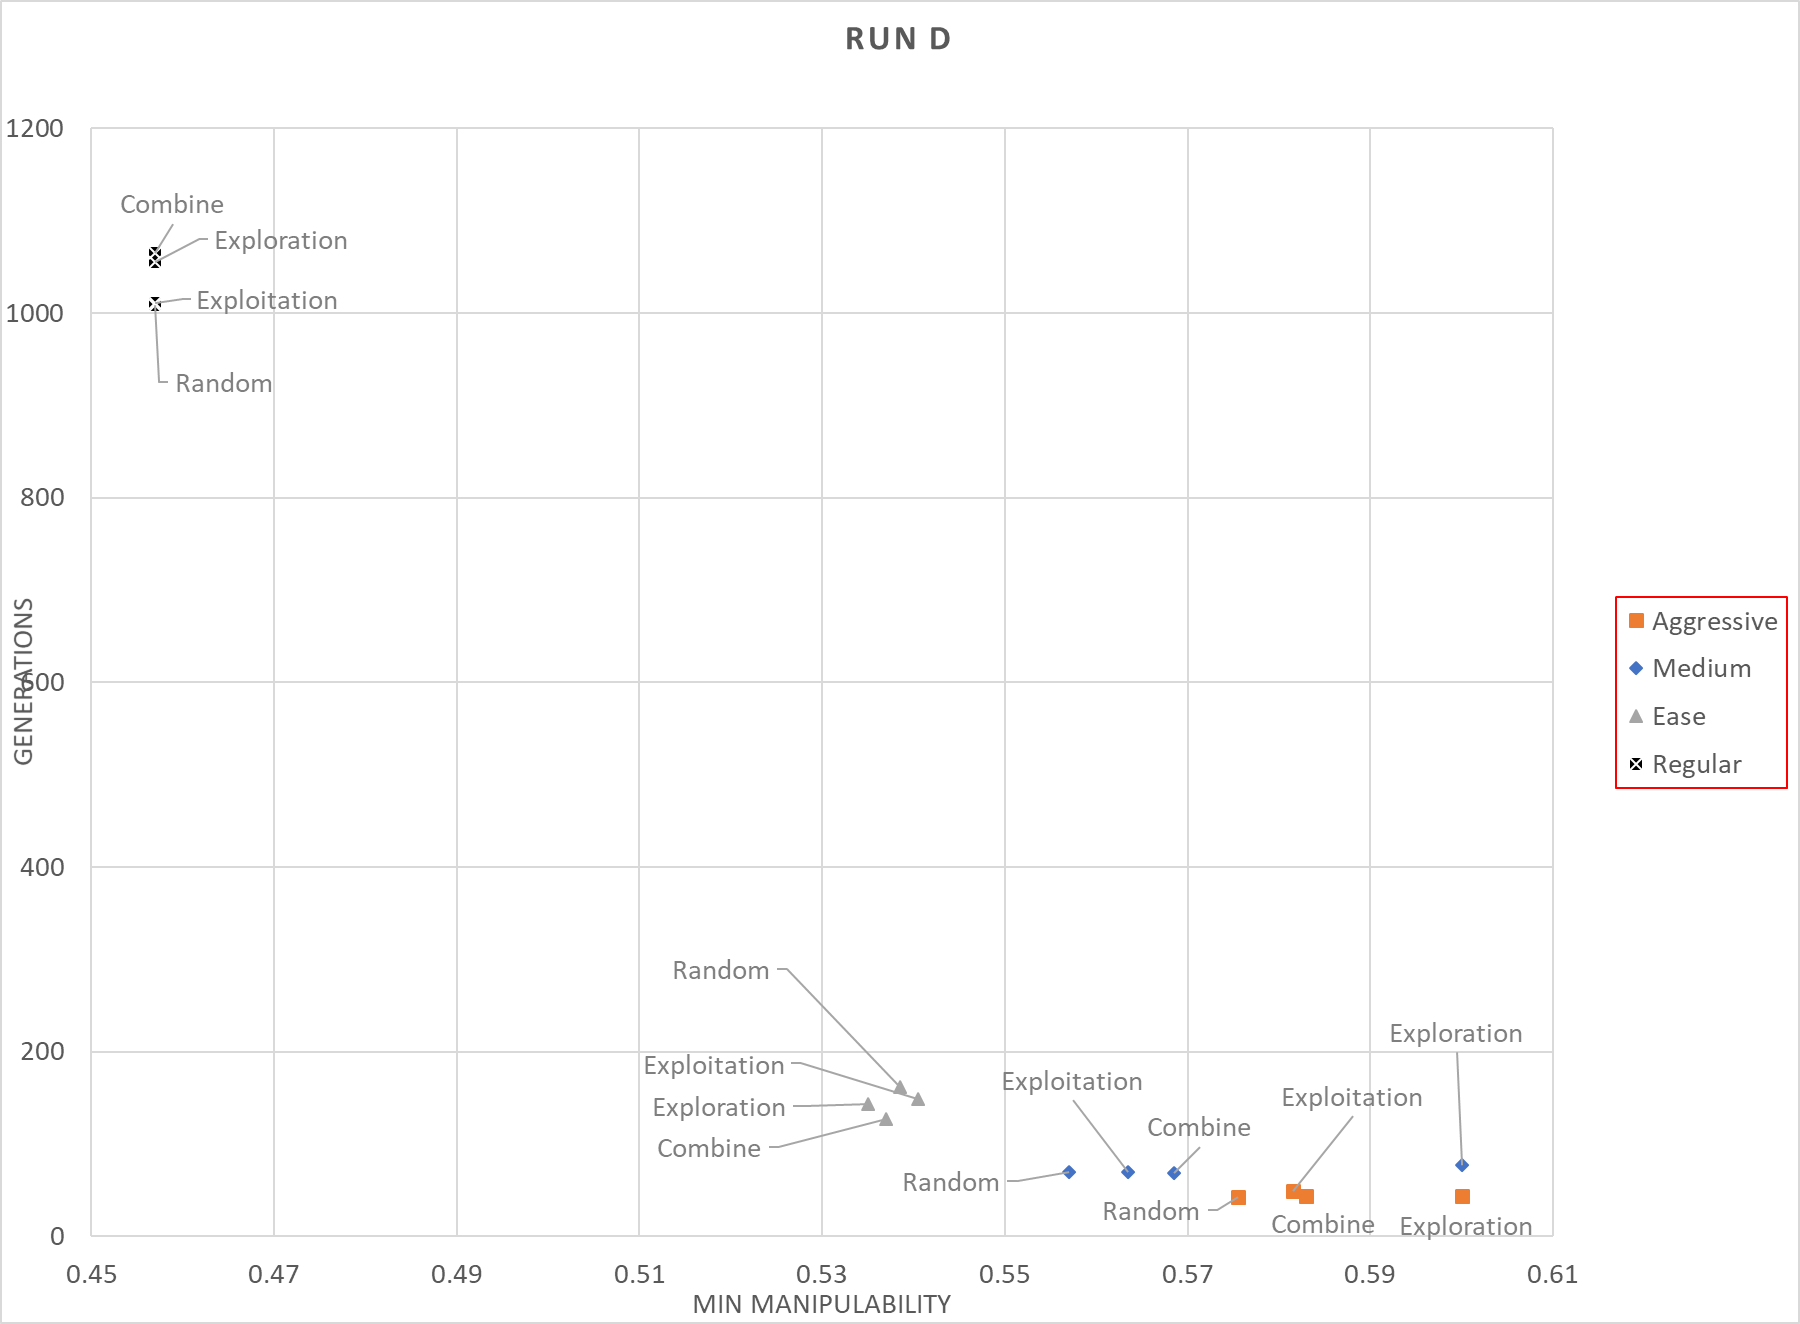 RUN D
1200
Combine
Exploration
Exploitation
1000
Random
800
GENERATIONS
600
400
Random
200
Exploitation
Exploration
Combine
Random
Exploitation
Combine
Exploration
Exploitation
Random
Combine
Exploration
0
0.45
0.47
0.49
0.51
0.53
0.55
0.57
0.59
0.61
MIN MANIPULABILITY
Aggressive
Medium
Ease
Regular